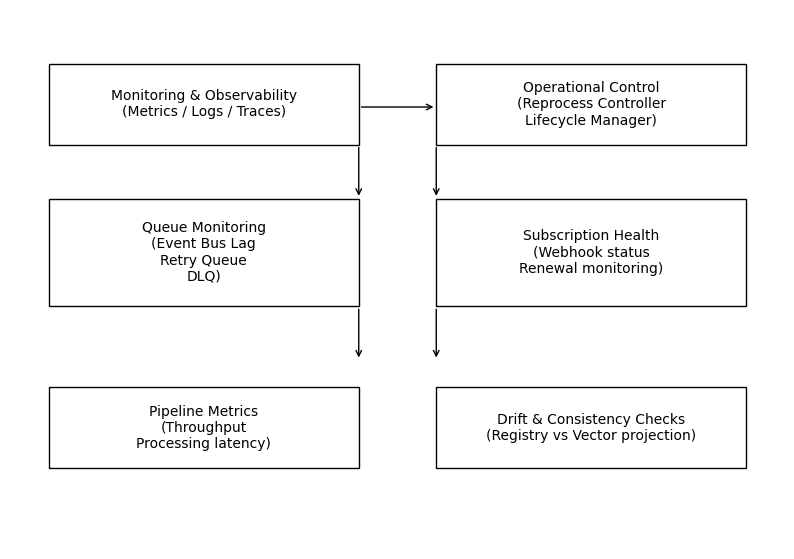 Monitoring & Observability
(Metrics / Logs / Traces)
Operational Control
(Reprocess Controller
Lifecycle Manager)
Queue Monitoring
(Event Bus Lag
Retry Queue
DLQ)
Subscription Health
(Webhook status
Renewal monitoring)
Pipeline Metrics
(Throughput
Processing latency)
Drift & Consistency Checks
(Registry vs Vector projection)